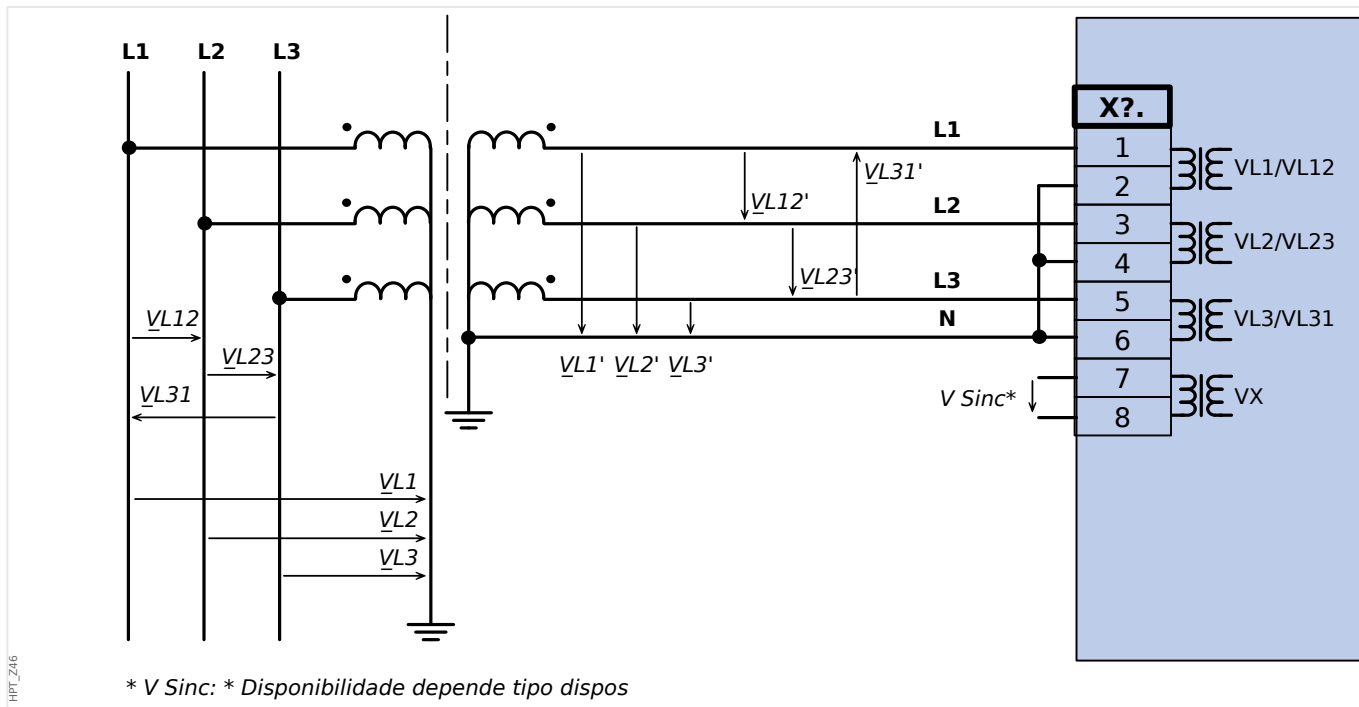 L1 L2 L3
X?.
L1
1
VL31'
VL1/VL12
2
VL12'
L2
3
VL2/VL23
4
VL23'
L3
5
VL12
N
VL3/VL31
6
VL23
VL1' VL2' VL3'
7
VL31
V Sinc*
VX
8
VL1
VL2
VL3
HPT_Z46
* V Sinc: * Disponibilidade depende tipo dispos